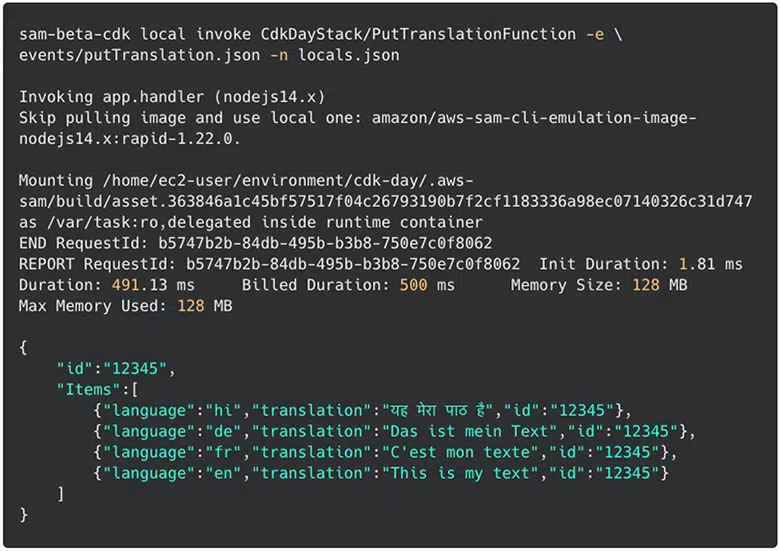 sam-beta-cdk local invoke CdkDayStack/PutTranslationFunction -e \
events/putTranslation.json -n locals.json
Invoking app.handler (nodejs14.x)
Skip pulling image and use local one: amazon/aws-sam-cli-emulation-image-
nodejs14.x:rapid-1.22.0.
Mounting /home/ec2-user/environment/cdk-day/.aws-
sam/build/asset.363846a1c45bf57517f04c26793190b7f2cf1183336a98ec07140326c31d747
as /var/task:ro,delegated inside runtime container
END RequestId: b5747b2b-84db-495b-b3b8-750e7c0f8062
REPORT RequestId: b5747b2b-84db-495b-b3b8-750e7c0f8062  Init Duration: 1.81 ms
Duration: 491.13 ms     Billed Duration: 500 ms      Memory Size: 128 MB
Max Memory Used: 128 MB
{
    "id":"12345",
    "Items":[
        {"language":"hi","translation":"यह मेरा पाठ है","id":"12345"},
        {"language":"de","translation":"Das ist mein Text","id":"12345"},
        {"language":"fr","translation":"C'est mon texte","id":"12345"},
        {"language":"en","translation":"This is my text","id":"12345"}
    ]
}